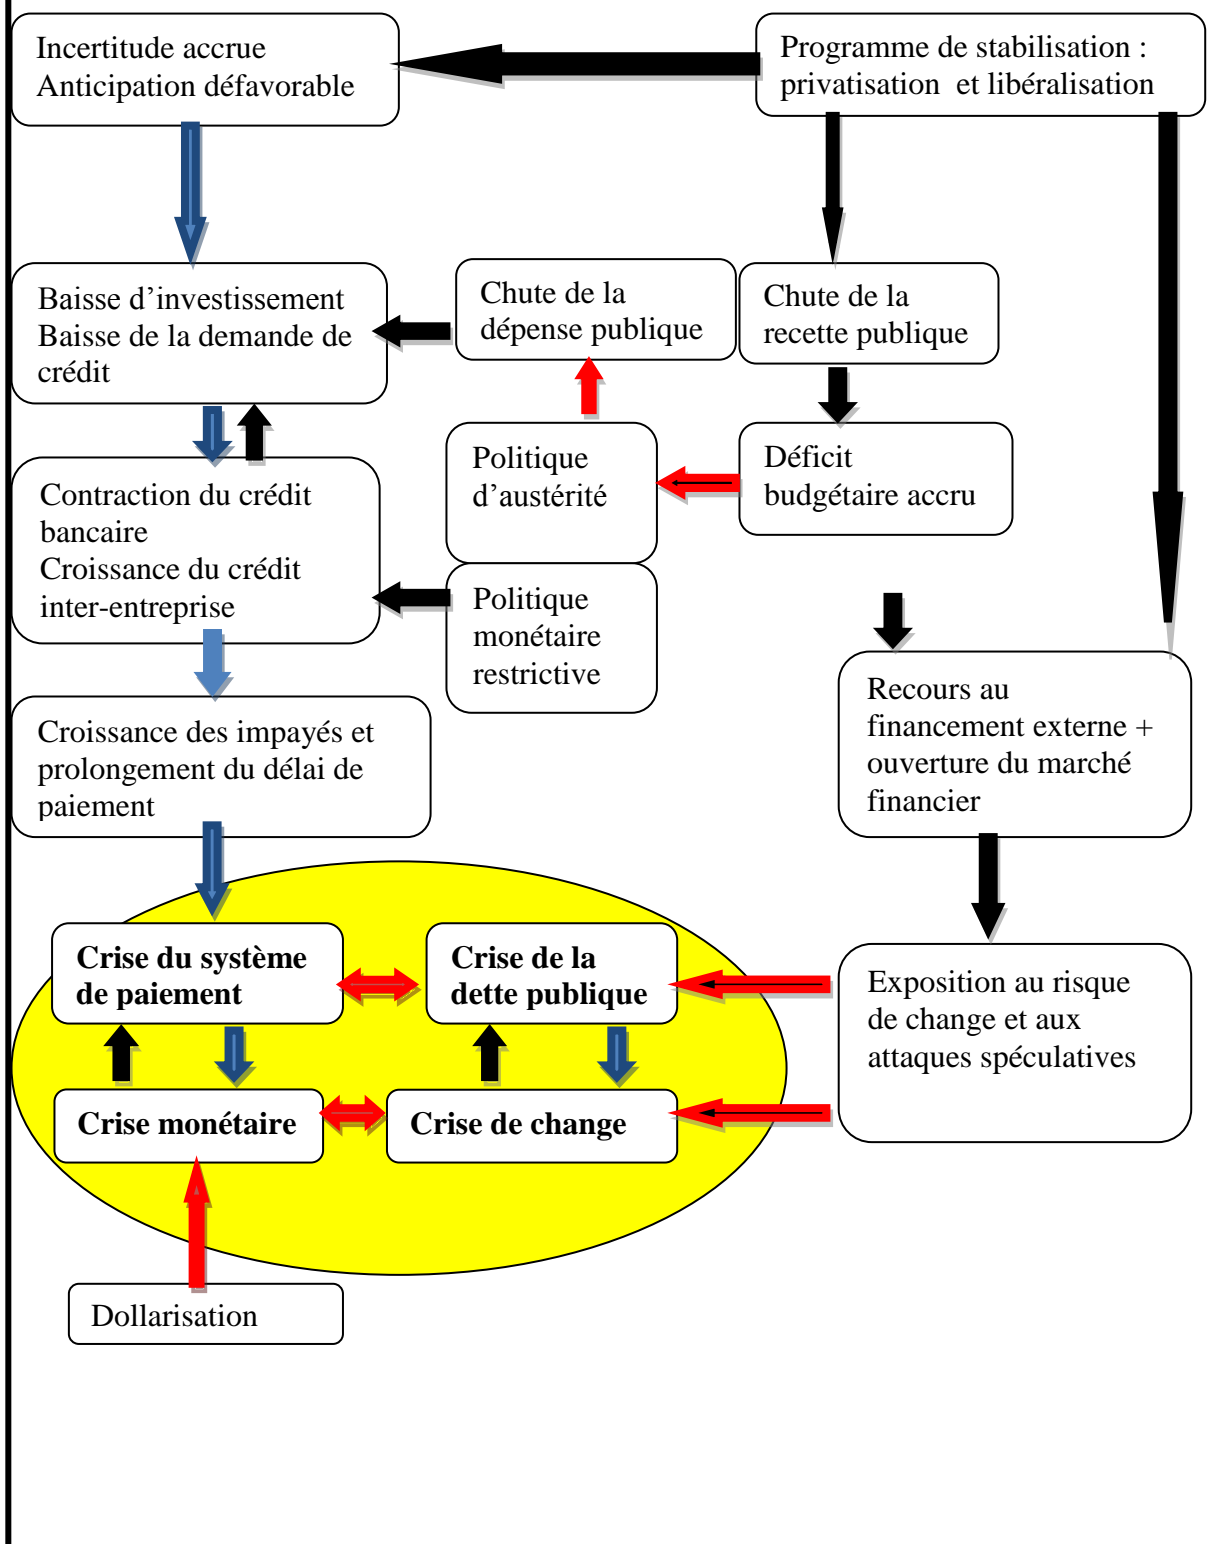 Incertitude accrue
Anticipation défavorable
Programme de stabilisation :
privatisation et libéralisation
Baisse d’investissement
Baisse de la demande de
crédit
Chute de la
dépense publique
Chute de la
recette publique
Contraction du crédit
bancaire
Croissance du crédit
inter-entreprise
Politique
d’austérité
Déficit
budgétaire accru
Politique
monétaire
restrictive
Recours au
financement externe +
ouverture du marché
financier
Croissance des impayés et
prolongement du délai de
paiement
Crise du système
de paiement
Crise de la
dette publique
Exposition au risque
de change et aux
attaques spéculatives
Crise monétaire
Crise de change
Dollarisation